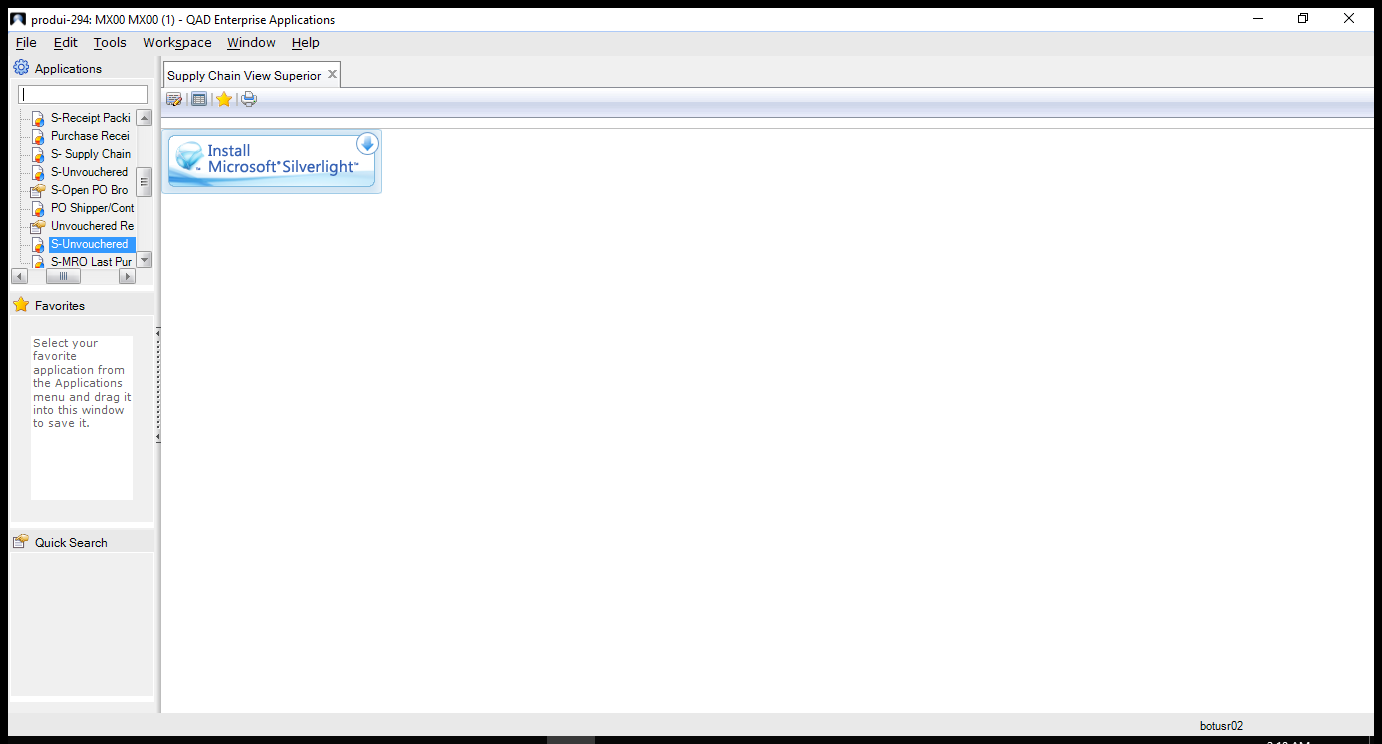 produi-294: MX00 MX00 (1) - QAD Enterprise Applications
File Edit Tools Workspace Window Help
Applications
Supply Chain View Superior
S-Receipt Packi
Purchase Recei
S- Supply Chain
S-Unvouchered
S-Open PO Bro
PO Shipper/Cont
Unvouchered Re
S-Unvouchered
S-MRO Last Pur
Install
Microsoft® Silverlight™
Favorites
Select your
favorite
application from
the Applications
menu and drag it
into this window
to save it.
Quick Search
botusr02